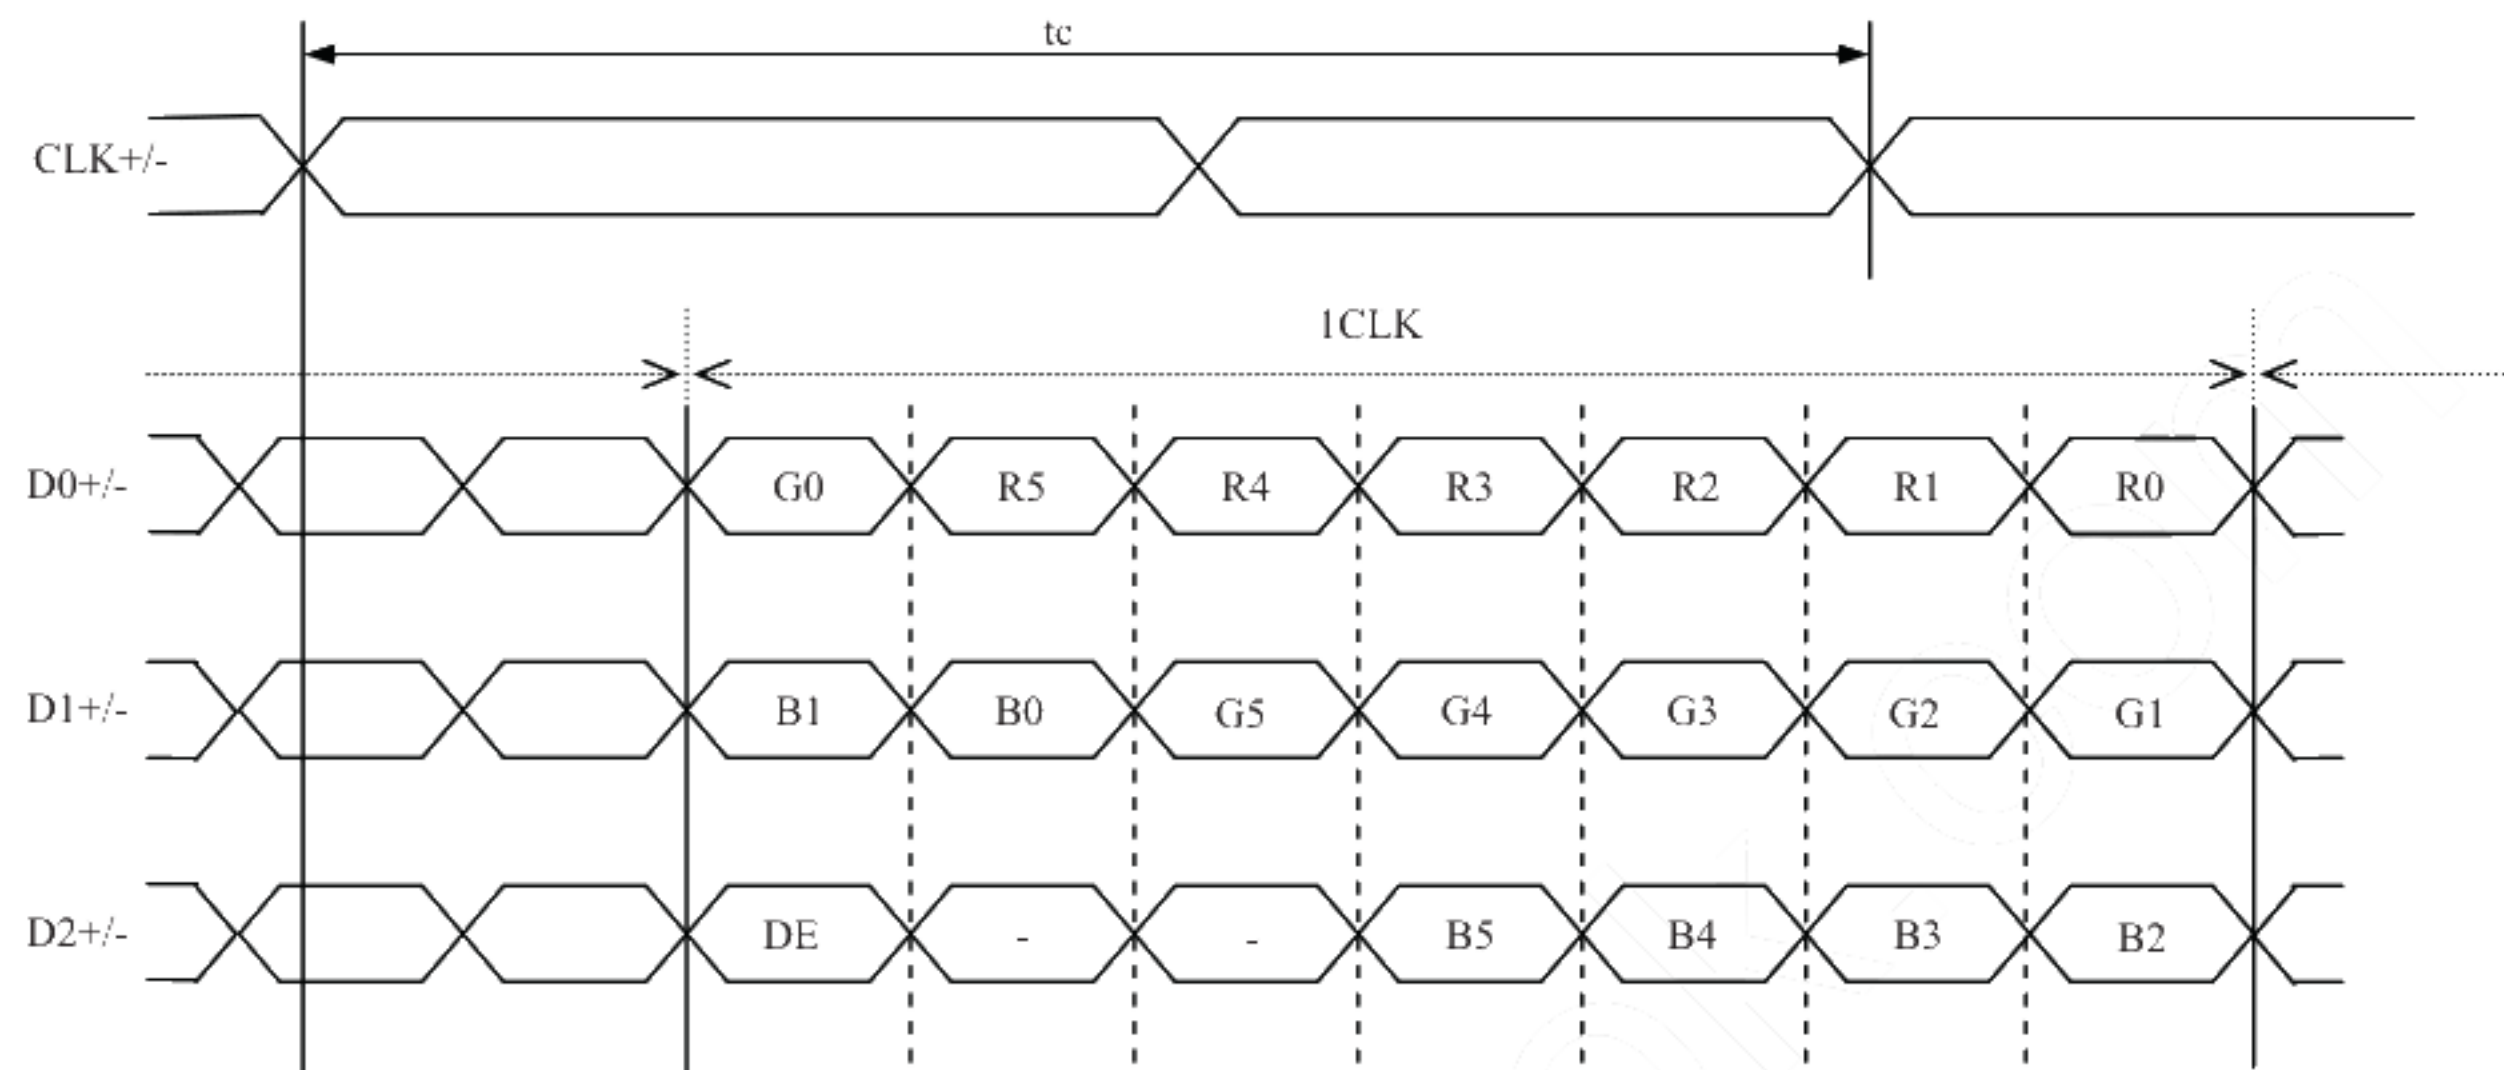 tc
CLK+/-
1CLK
D0+/- G0 R5 R4 R3 R2 R1 R0
D1+/- B1 B0 G5 G4 G3 G2 G1
D2+/- DE - - B5 B4 B3 B2